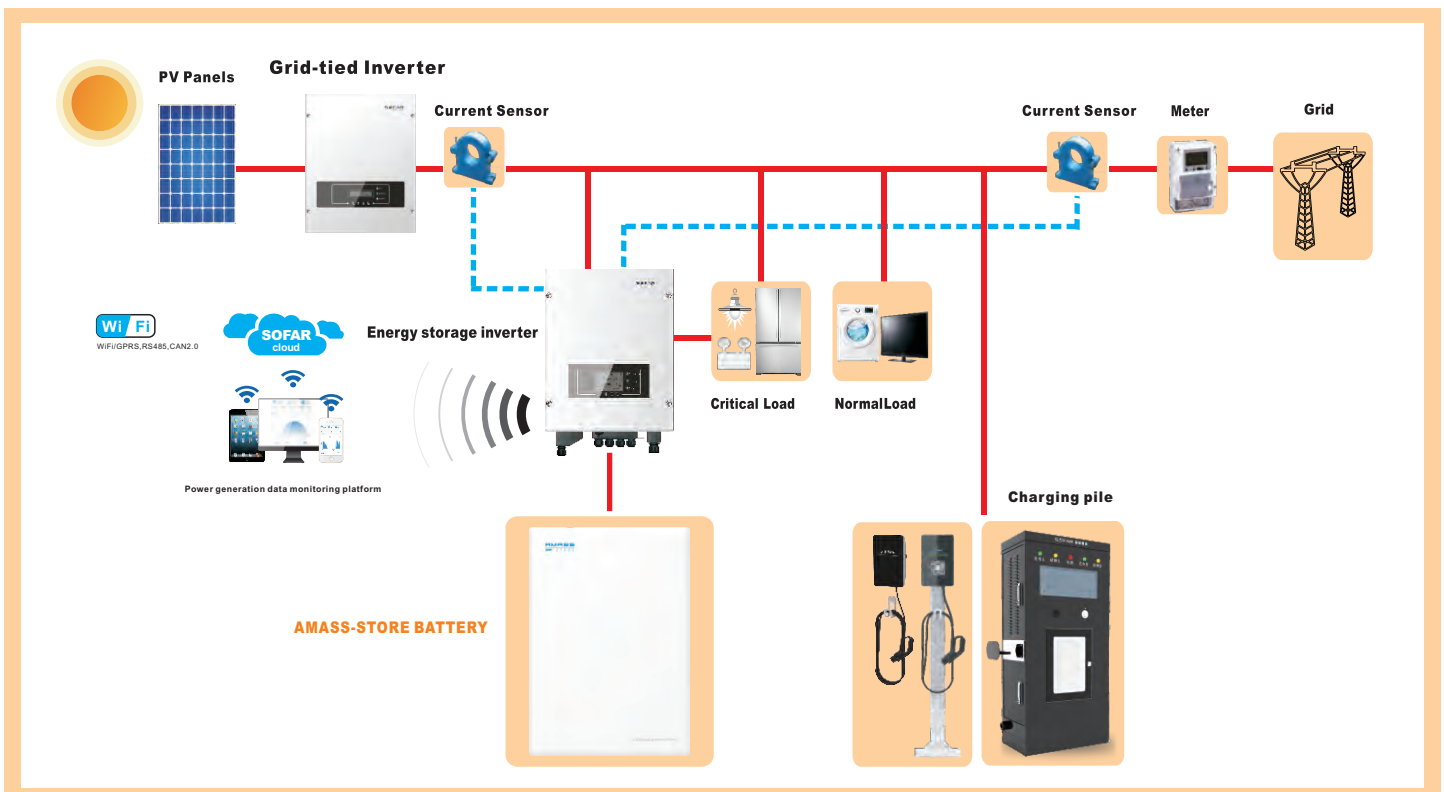 PV Panels
Grid-tied Inverter
Current Sensor
Current Sensor
Meter
Grid
Wi Fi
WiFi/GPRS,RS485,CAN2.0
SOFAR
cloud
Energy storage inverter
Critical Load
NormalLoad
Power generation data monitoring platform
Charging pile
AMASS
AMASS-STORE BATTERY